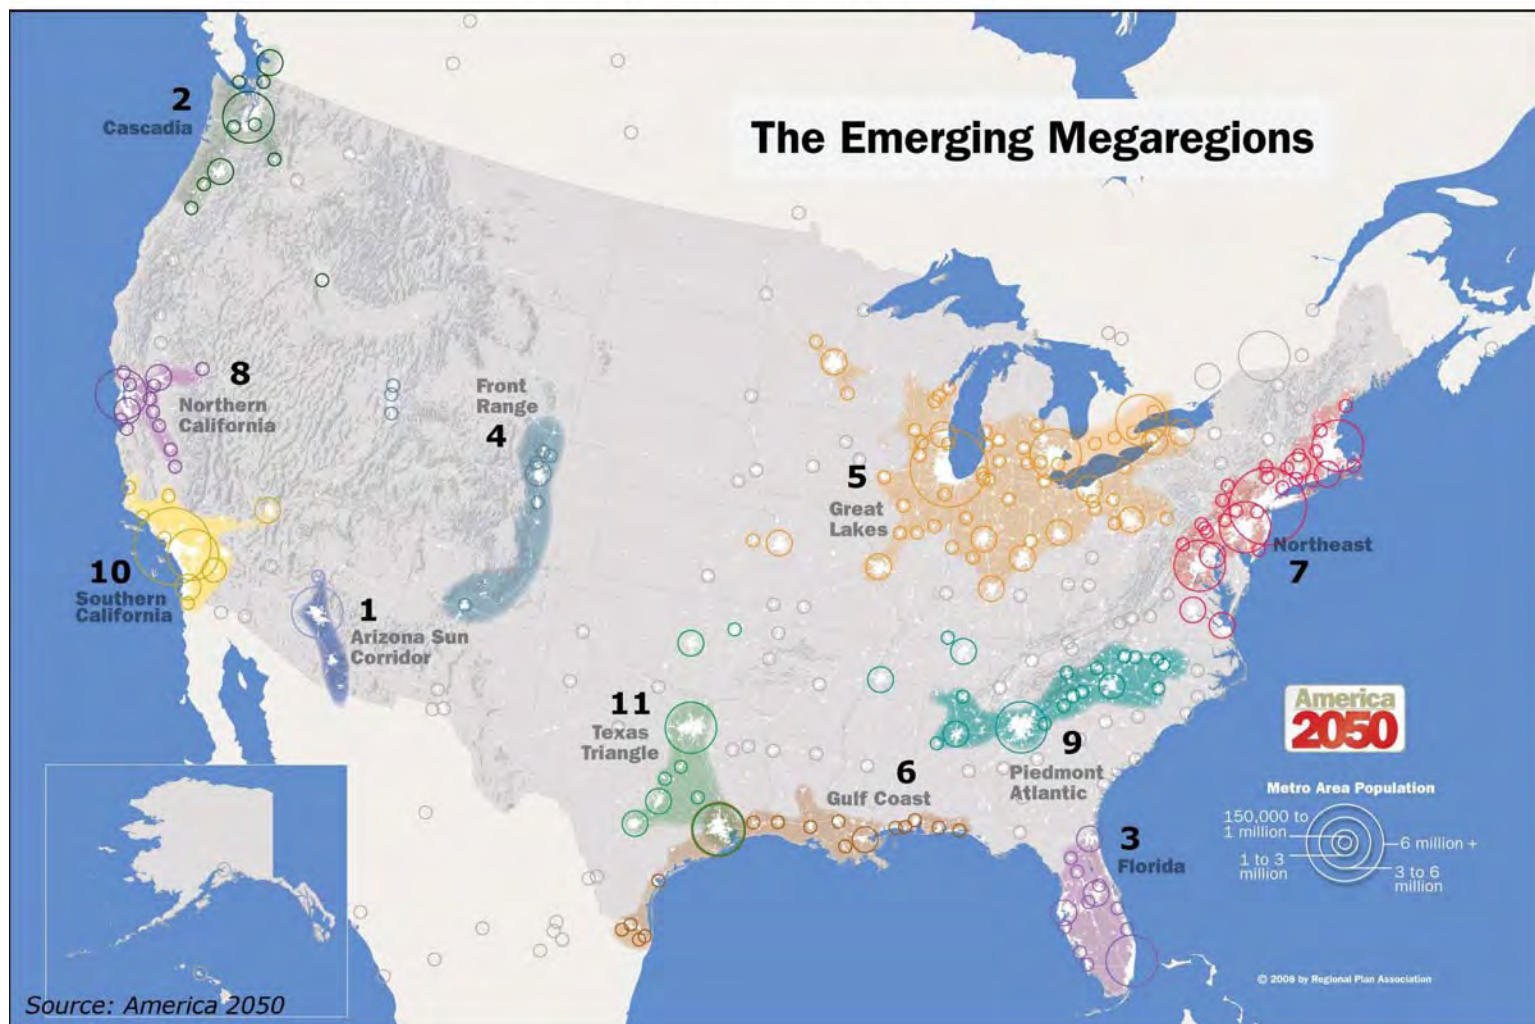 The Emerging Megaregions
2
Cascadia
8
Northern
California
Front
Range
4
5
Great
Lakes
Northeast
7
10
Southern
California
1
Arizona Sun
Corridor
11
Texas
Triangle
9
Piedmont
Atlantic
6
Gulf Coast
3
Florida
America
2050
Metro Area Population
150,000 to
1 million
1 to 3
million
6 million +
3 to 6
million
© 2008 by Regional Plan Association
Source: America 2050